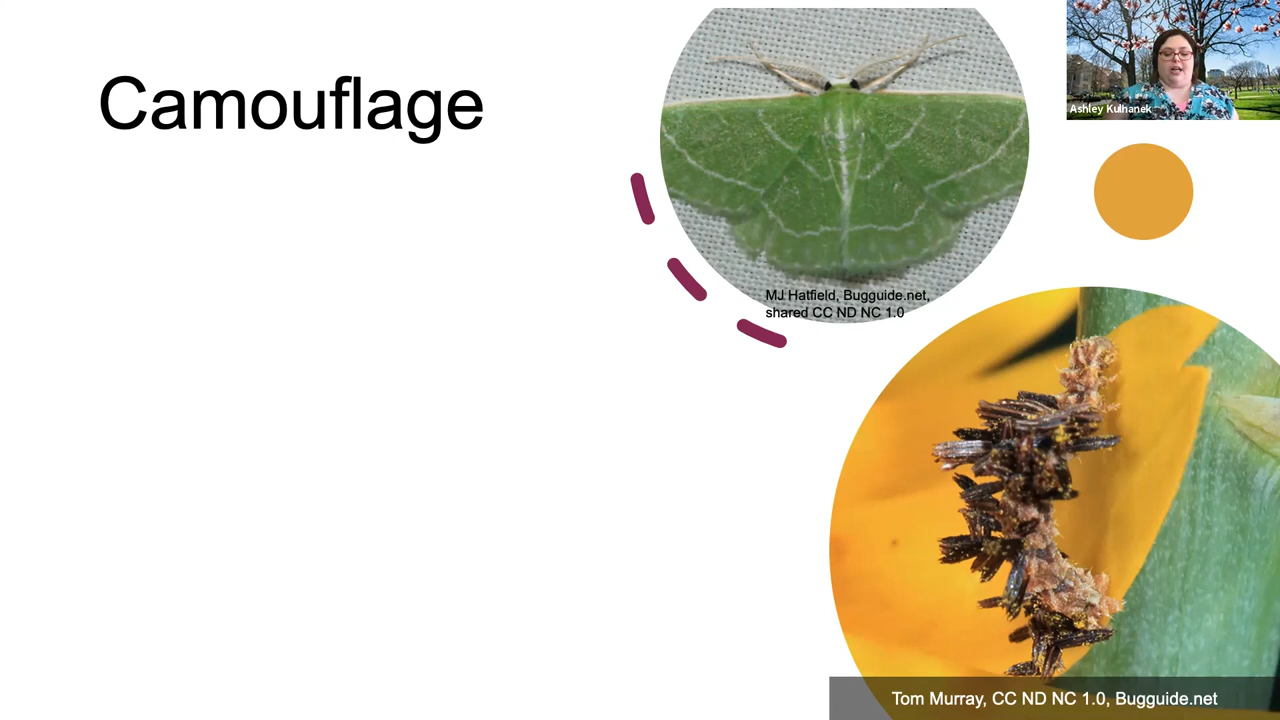 Camouflage
MJ Hatfield, Bugguide.net,
shared CC ND NC 1.0
Ashley Kulhanek
Tom Murray, CC ND NC 1.0, Bugguide.net